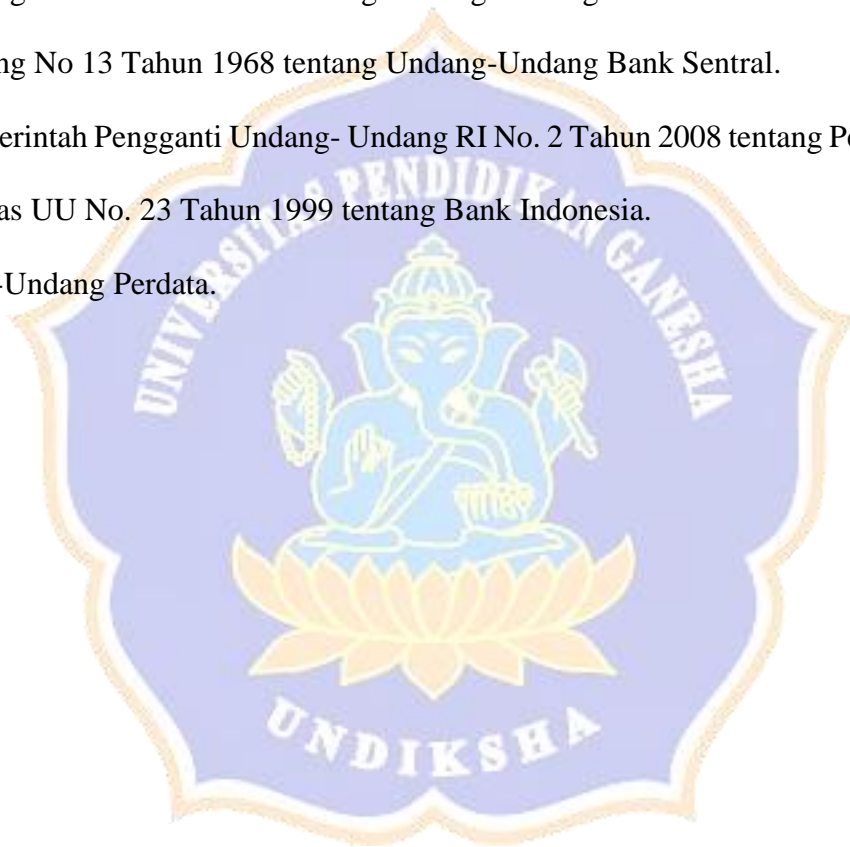 ng No 13 Tahun 1968 tentang Undang-Undang Bank Sentral.
erintah Pengganti Undang- Undang RI No. 2 Tahun 2008 tentang Pe
as UU No. 23 Tahun 1999 tentang Bank Indonesia.
-Undang Perdata.
UNIVERSITAS PENDIDIKAN GANESHA
UNDIKSHA